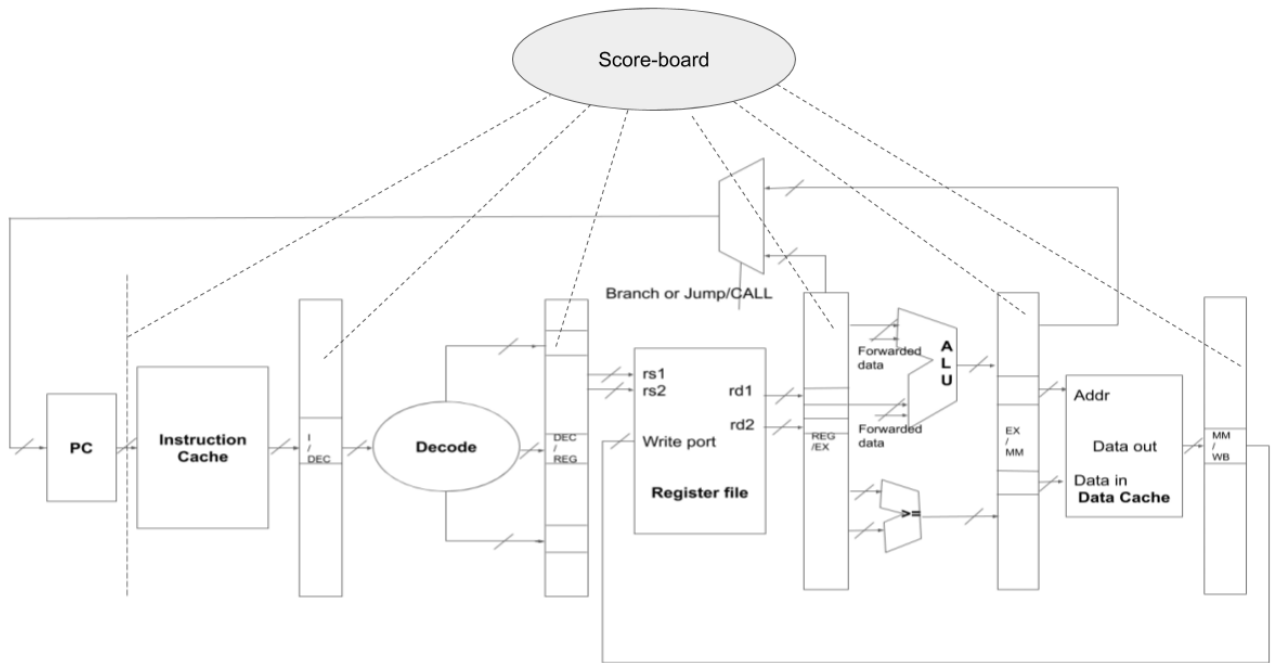 Score-board
Branch or Jump/CALL
PC
Instruction
Cache
I
/
DEC
Decode
DEC
/
REG
rs1
rs2
rd1
rd2
Write port
Register file
REG
/EX
Forwarded
data
Forwarded
data
A
L
U
>=
EX
/
MM
Addr
Data out
Data in
Data Cache
MM
/
WB